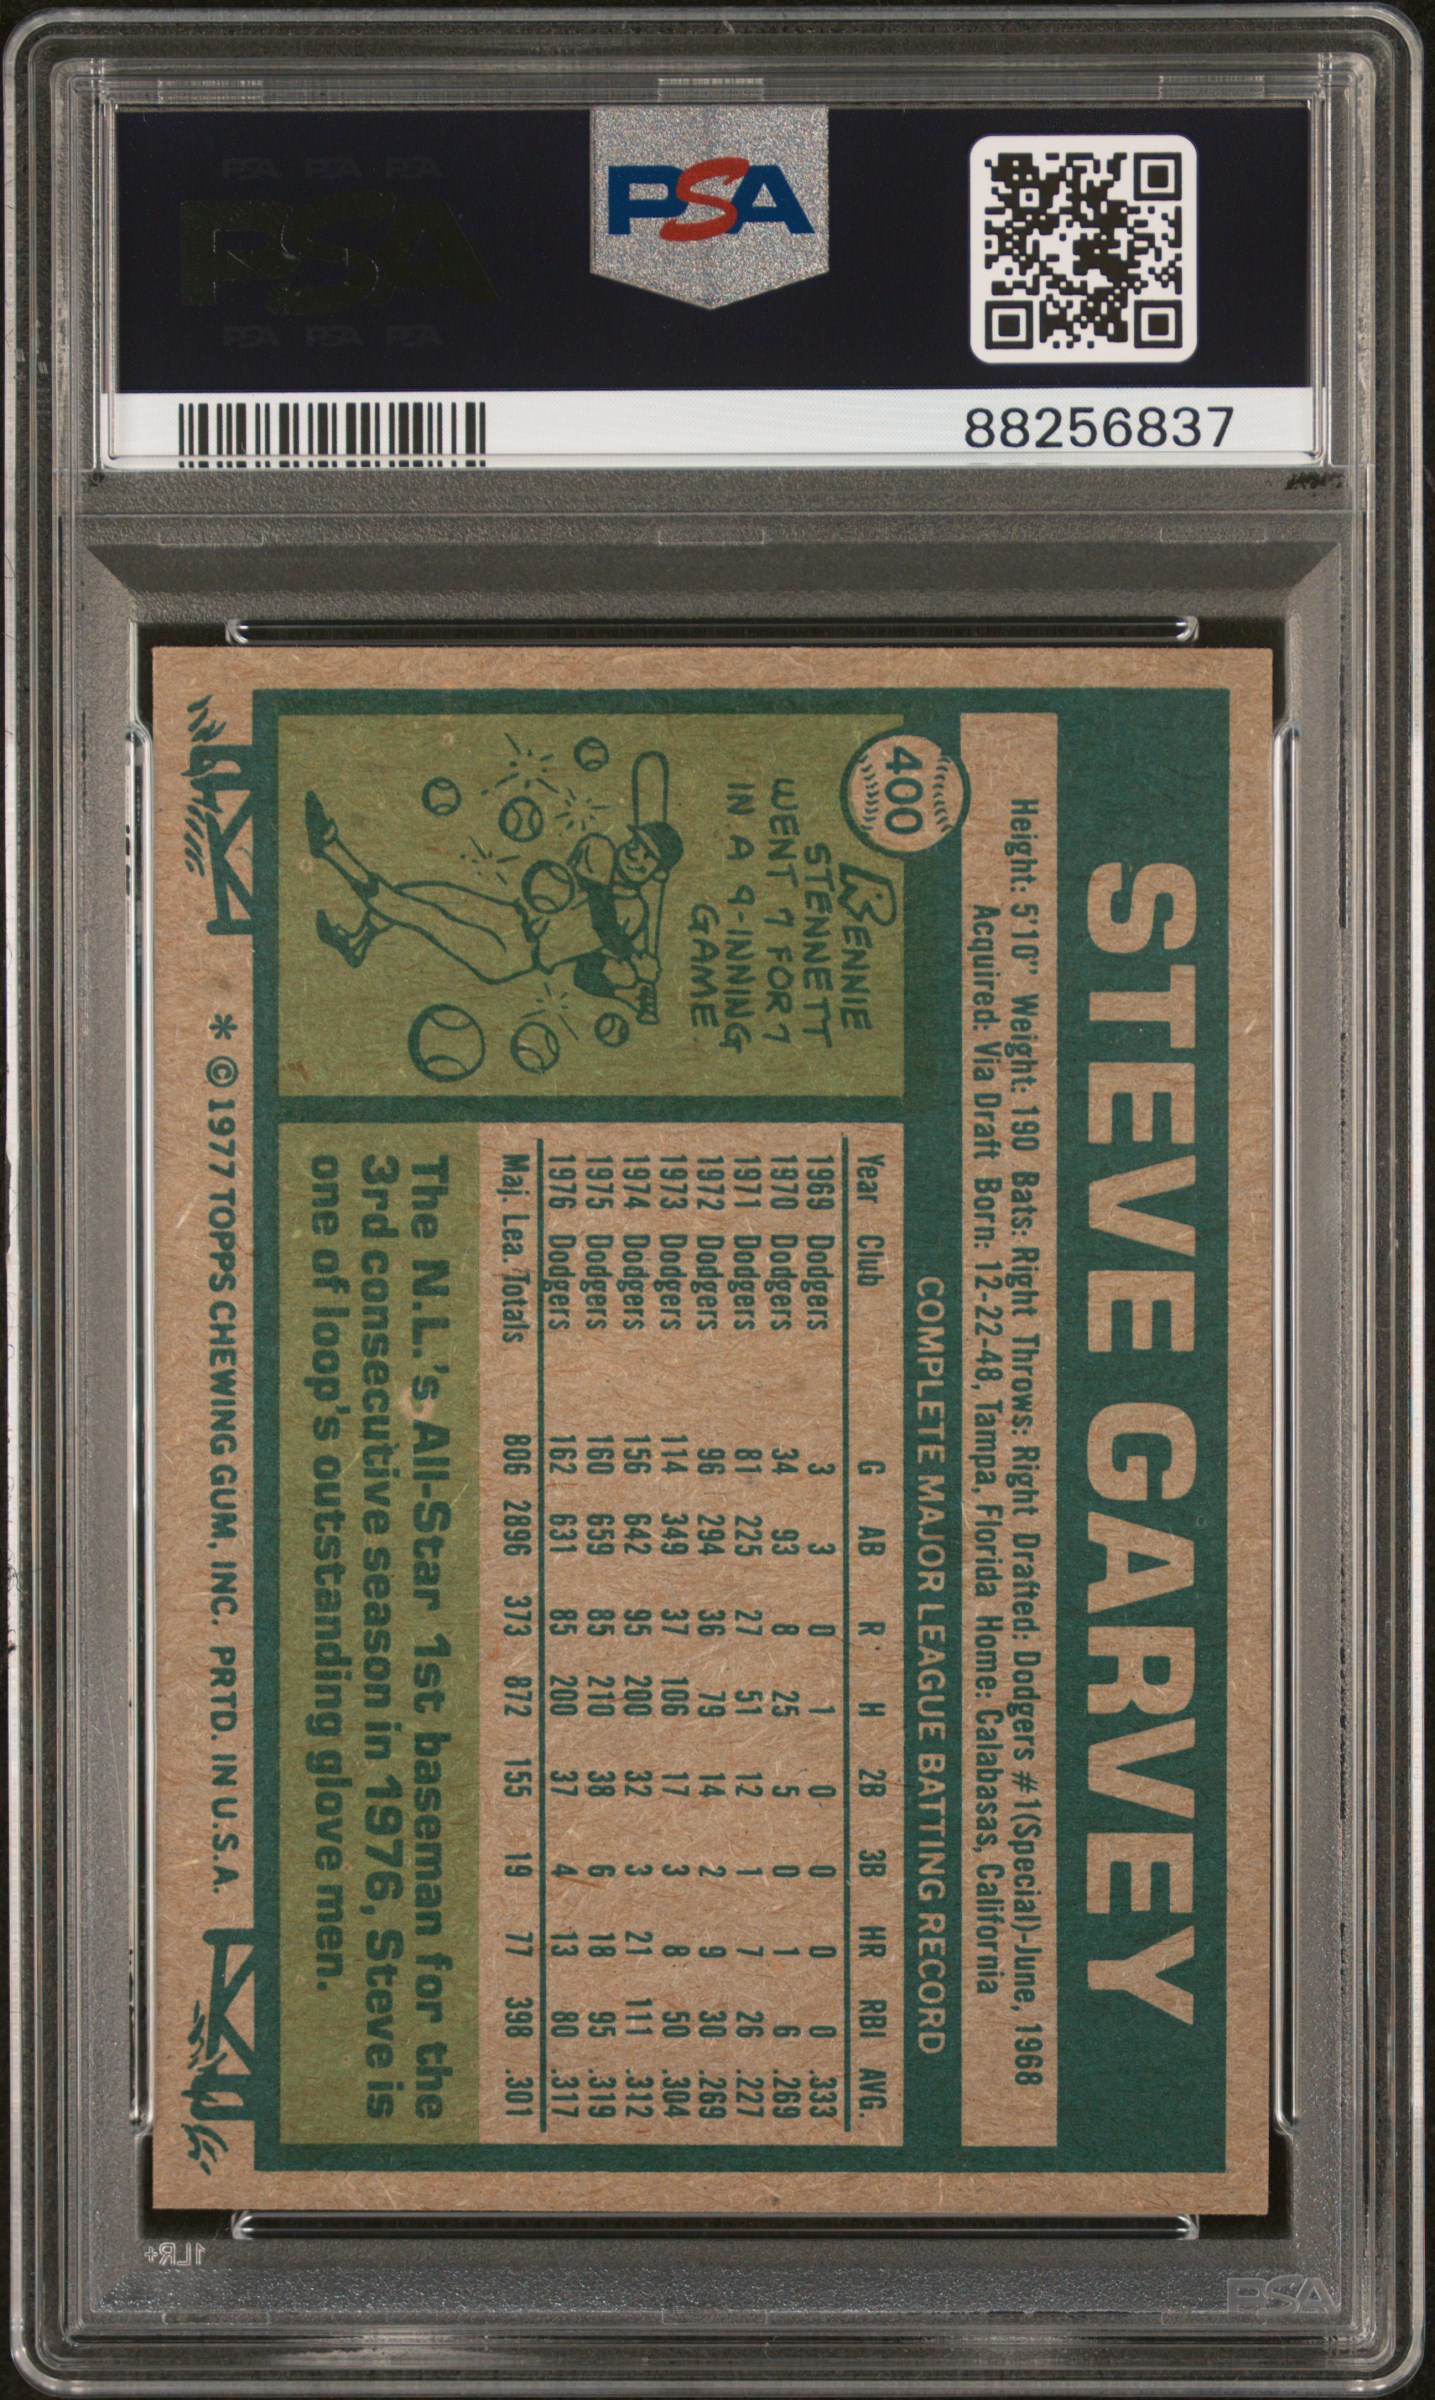 PSA PSA PSA
PSA
PSA PSA PSA
PSA
88256837
STEVE GARVEY
Height: 5'10" Weight: 190 Bats: Right Throws: Right Drafted: Dodgers #1(Special)-June, 1968
Acquired: Via Draft Born: 12-22-48, Tampa, Florida Home: Calabasas, California
400
COMPLETE MAJOR LEAGUE BATTING RECORD
BENNIE
STENNETT
WENT 7 FOR 7
IN A 9-INNING
GAME
Year Club G AB R H 2B 3B HR RBI AVG.
1969 Dodgers 3 3 0 1 0 0 0 0 .333
1970 Dodgers 34 93 8 25 5 0 1 6 .269
1971 Dodgers 81 225 27 51 12 1 7 26 .227
1972 Dodgers 96 294 36 79 14 2 9 30 .269
1973 Dodgers 114 349 37 106 17 3 8 50 .304
1974 Dodgers 156 642 95 200 32 3 21 111 .312
1975 Dodgers 160 659 85 210 38 6 18 95 .319
1976 Dodgers 162 631 85 200 37 4 13 80 .317
Maj. Lea. Totals 806 2896 373 872 155 19 77 398 .301
The N.L.'s All-Star 1st baseman for the
3rd consecutive season in 1976, Steve is
one of loop's outstanding glove men.
* © 1977 TOPPS CHEWING GUM, INC. PRTD. IN U.S.A.
1LR+
PSA